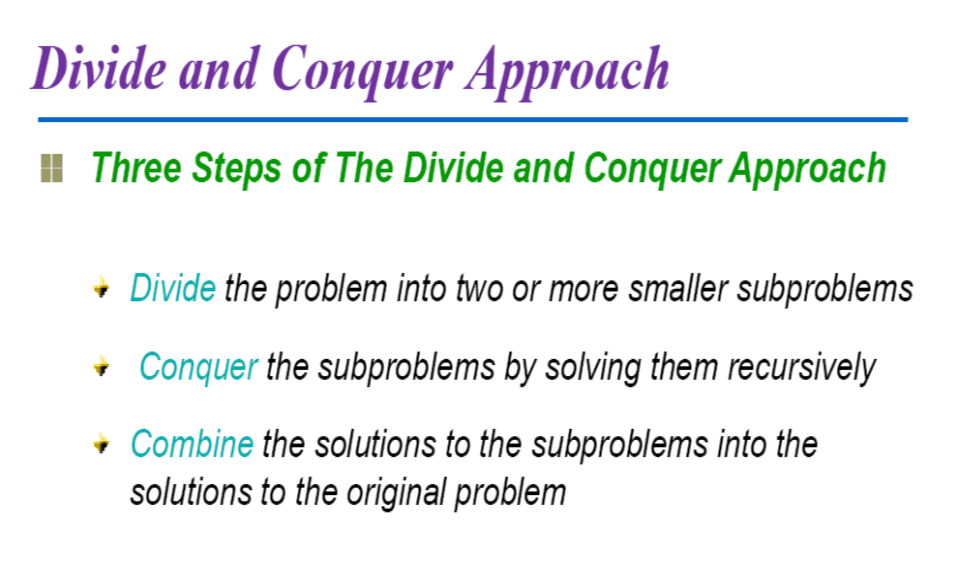 Divide and Conquer Approach
Three Steps of The Divide and Conquer Approach
Divide the problem into two or more smaller subproblems
Conquer the subproblems by solving them recursively
Combine the solutions to the subproblems into the
solutions to the original problem